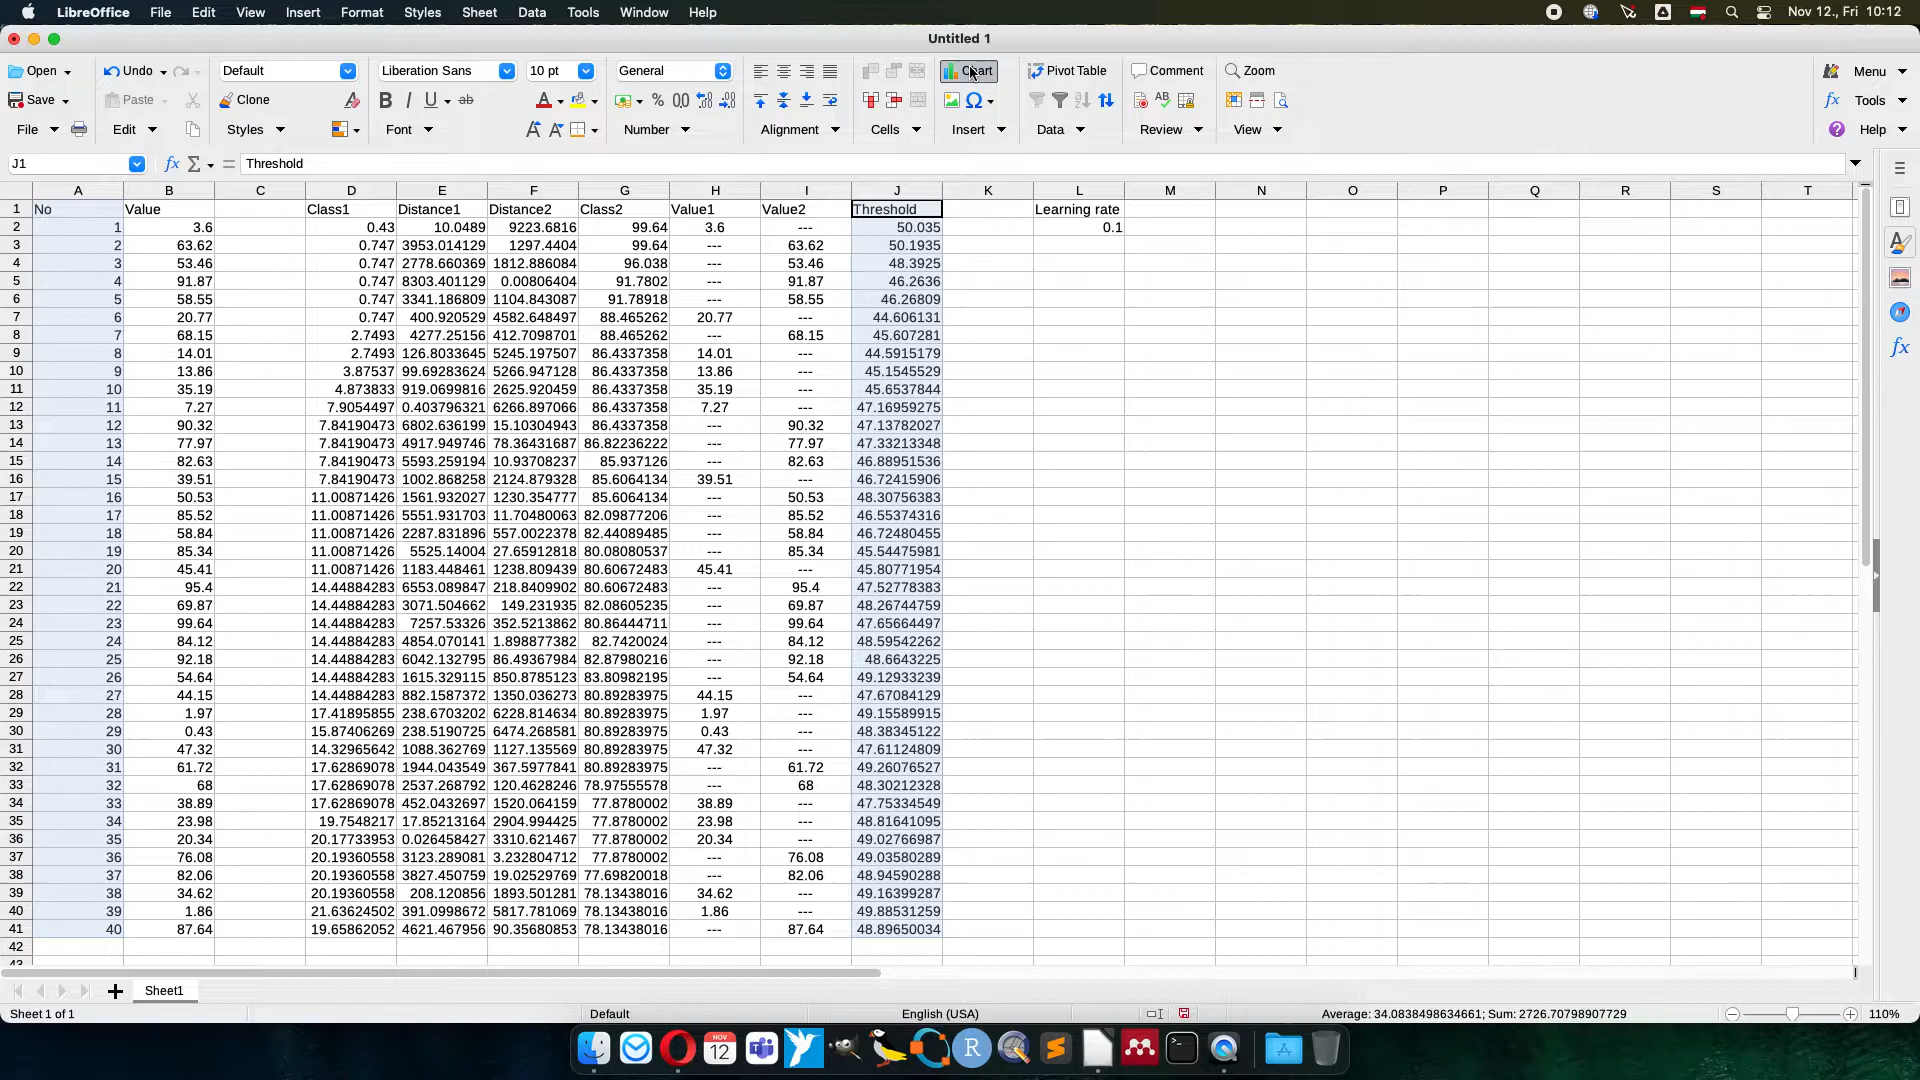 LibreOffice File Edit View Insert Format Styles Sheet Data Tools Window Help Nov 12., Fri 10:12
Untitled 1
Open Undo Default Liberation Sans 10 pt General Chart Pivot Table Comment Zoom Menu
Save Paste Clone Tools
File Edit Styles Font Number Alignment Cells Insert Data Review View Help
J1 Threshold
A B C D E F G H I J K L M N O P Q R S T
1 No Value Class1 Distance1 Distance2 Class2 Value1 Value2 Threshold Learning rate
2 1 3.6 0.43 10.0489 9223.6816 99.64 3.6 --- 50.035 0.1
3 2 63.62 0.747 3953.014129 1297.4404 99.64 --- 63.62 50.1935
4 3 53.46 0.747 2778.660369 1812.886084 96.038 --- 53.46 48.3925
5 4 91.87 0.747 8303.401129 0.00806404 91.7802 --- 91.87 46.2636
6 5 58.55 0.747 3341.186809 1104.843087 91.78918 --- 58.55 46.26809
7 6 20.77 0.747 400.920529 4582.648497 88.465262 20.77 --- 44.606131
8 7 68.15 2.7493 4277.25156 412.7098701 88.465262 --- 68.15 45.607281
9 8 14.01 2.7493 126.8033645 5245.197507 86.4337358 14.01 --- 44.5915179
10 9 13.86 3.87537 99.69283624 5266.947128 86.4337358 13.86 --- 45.1545529
11 10 35.19 4.873833 919.0699816 2625.920459 86.4337358 35.19 --- 45.6537844
12 11 7.27 7.9054497 0.403796321 6266.897066 86.4337358 7.27 --- 47.16959275
13 12 90.32 7.84190473 6802.636199 15.10304943 86.4337358 --- 90.32 47.13782027
14 13 77.97 7.84190473 4917.949746 78.36431687 86.82236222 --- 77.97 47.33213348
15 14 82.63 7.84190473 5593.259194 10.93708237 85.937126 --- 82.63 46.88951536
16 15 39.51 7.84190473 1002.868258 2124.879328 85.6064134 39.51 --- 46.72415906
17 16 50.53 11.00871426 1561.932027 1230.354777 85.6064134 --- 50.53 48.30756383
18 17 85.52 11.00871426 5551.931703 11.70480063 82.09877206 --- 85.52 46.55374316
19 18 58.84 11.00871426 2287.831896 557.0022378 82.44089485 --- 58.84 46.72480455
20 19 85.34 11.00871426 5525.14004 27.65912818 80.08080537 --- 85.34 45.54475981
21 20 45.41 11.00871426 1183.448461 1238.809439 80.60672483 45.41 --- 45.80771954
22 21 95.4 14.44884283 6553.089847 218.8409902 80.60672483 --- 95.4 47.52778383
23 22 69.87 14.44884283 3071.504662 149.231935 82.08605235 --- 69.87 48.26744759
24 23 99.64 14.44884283 7257.53326 352.5213862 80.86444711 --- 99.64 47.65664497
25 24 84.12 14.44884283 4854.070141 1.898877382 82.7420024 --- 84.12 48.59542262
26 25 92.18 14.44884283 6042.132795 86.49367984 82.87980216 --- 92.18 48.6643225
27 26 54.64 14.44884283 1615.329115 850.8785123 83.80982195 --- 54.64 49.12933239
28 27 44.15 14.44884283 882.1587372 1350.036273 80.89283975 44.15 --- 47.67084129
29 28 1.97 17.41895855 238.6703202 6228.814634 80.89283975 1.97 --- 49.15589915
30 29 0.43 15.87406269 238.5190725 6474.268581 80.89283975 0.43 --- 48.38345122
31 30 47.32 14.32965642 1088.362769 1127.135569 80.89283975 47.32 --- 47.61124809
32 31 61.72 17.62869078 1944.043549 367.5977841 80.89283975 --- 61.72 49.26076527
33 32 68 17.62869078 2537.268792 120.4628246 78.97555578 --- 68 48.30212328
34 33 38.89 17.62869078 452.0432697 1520.064159 77.8780002 38.89 --- 47.75334549
35 34 23.98 19.7548217 17.85213164 2904.994425 77.8780002 23.98 --- 48.81641095
36 35 20.34 20.17733953 0.026458427 3310.621467 77.8780002 20.34 --- 49.02766987
37 36 76.08 20.19360558 3123.289081 3.232804712 77.8780002 --- 76.08 49.03580289
38 37 82.06 20.19360558 3827.450759 19.02529769 77.69820018 --- 82.06 48.94590288
39 38 34.62 20.19360558 208.120856 1893.501281 78.13438016 34.62 --- 49.16399287
40 39 1.86 21.63624502 391.0998672 5817.781069 78.13438016 1.86 --- 49.88531259
41 40 87.64 19.65862052 4621.467956 90.35680853 78.13438016 --- 87.64 48.89650034
42
43
Sheet1
Sheet 1 of 1 Default English (USA) Average: 34.0838498634661; Sum: 2726.70798907729 110%
NOV
12